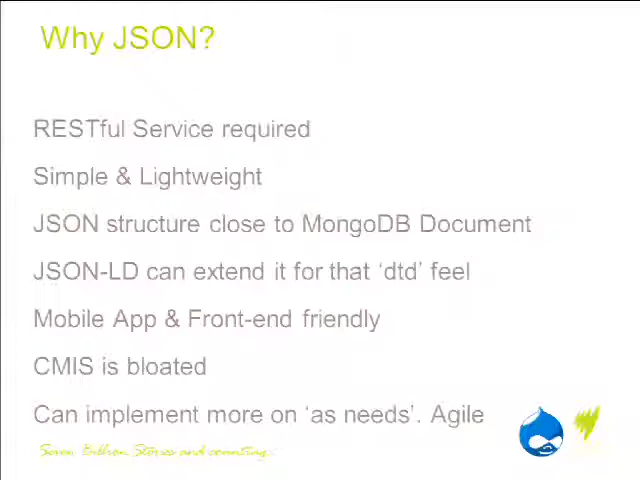 Why JSON?
RESTful Service required
Simple & Lightweight
JSON structure close to MongoDB Document
JSON-LD can extend it for that ‘dtd’ feel
Mobile App & Front-end friendly
CMIS is bloated
Can implement more on ‘as needs’. Agile
Seven Billion Stories and counting...